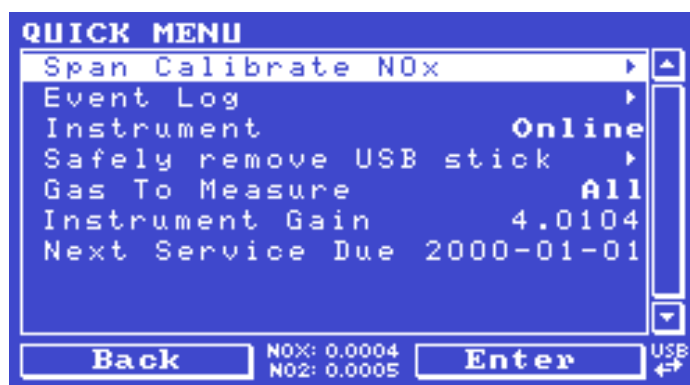 QUICK MENU
Span Calibrate NOx
Event Log
Instrument Online
Safely remove USB stick
Gas To Measure All
Instrument Gain 4.0104
Next Service Due 2000-01-01
Back
NOX: 0.0004
NO2: 0.0005
Enter
USB